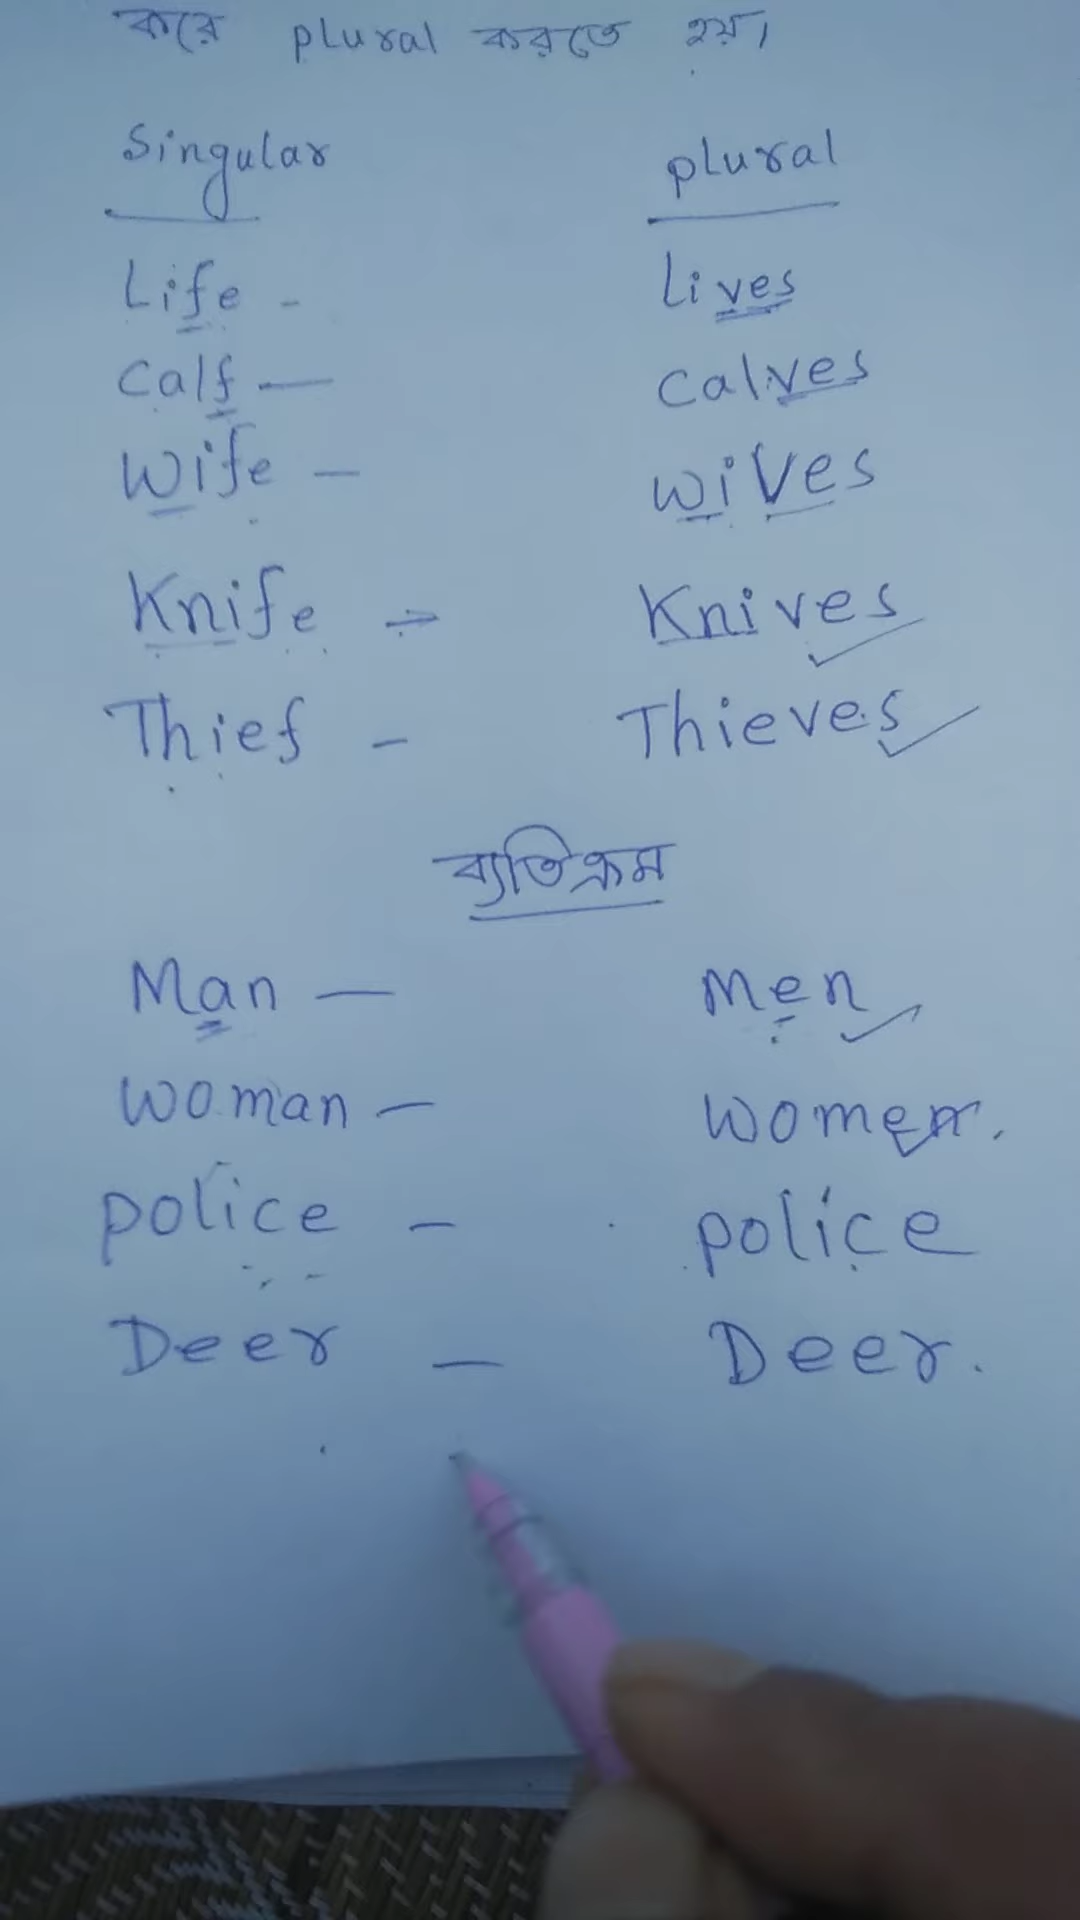 করে plural করতে হয়।
Singular plural
Life - Lives
Calf — Calves
Wife — Wives
Knife → Knives
Thief - Thieves
ব্যতিক্রম
Man — Men
Woman — Women.
police - police
Deer — Deer.